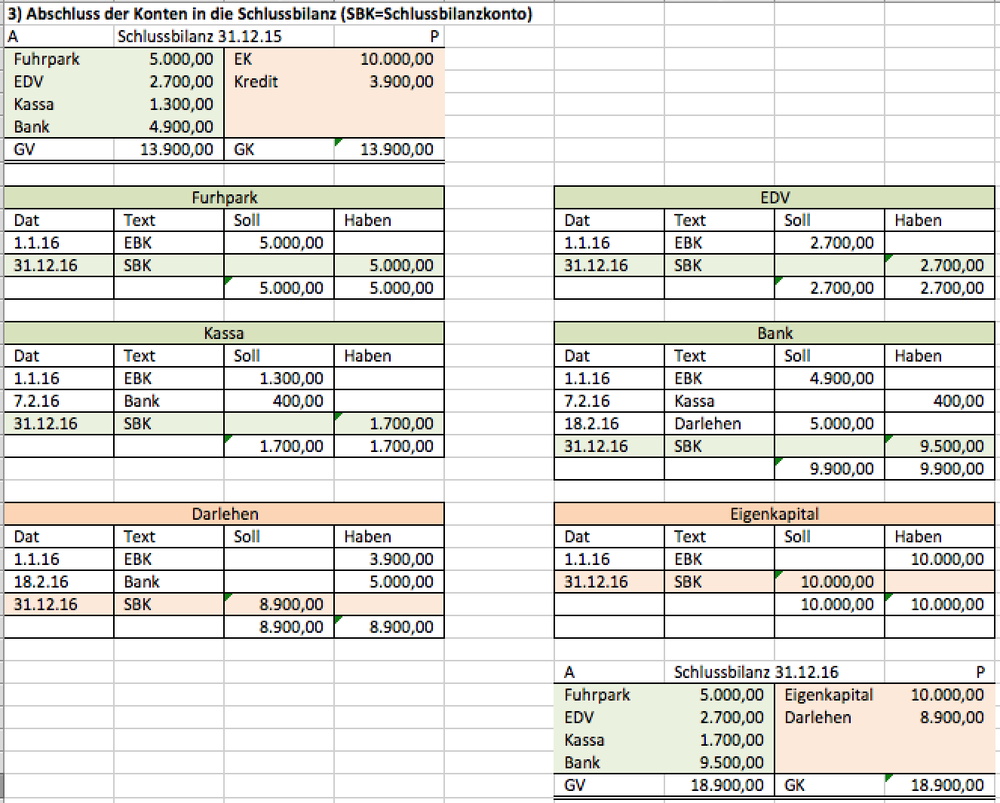 3) Abschluss der Konten in die Schlussbilanz (SBK=Schlussbilanzkonto)
A Schlussbilanz 31.12.15 P
Fuhrpark 5.000,00 EK 10.000,00
EDV 2.700,00 Kredit 3.900,00
Kassa 1.300,00
Bank 4.900,00
GV 13.900,00 GK 13.900,00
Furhpark
Dat Text Soll Haben
1.1.16 EBK 5.000,00
31.12.16 SBK 5.000,00
5.000,00 5.000,00
EDV
Dat Text Soll Haben
1.1.16 EBK 2.700,00
31.12.16 SBK 2.700,00
2.700,00 2.700,00
Kassa
Dat Text Soll Haben
1.1.16 EBK 1.300,00
7.2.16 Bank 400,00
31.12.16 SBK 1.700,00
1.700,00 1.700,00
Bank
Dat Text Soll Haben
1.1.16 EBK 4.900,00
7.2.16 Kassa 400,00
18.2.16 Darlehen 5.000,00
31.12.16 SBK 9.500,00
9.900,00 9.900,00
Darlehen
Dat Text Soll Haben
1.1.16 EBK 3.900,00
18.2.16 Bank 5.000,00
31.12.16 SBK 8.900,00
8.900,00 8.900,00
Eigenkapital
Dat Text Soll Haben
1.1.16 EBK 10.000,00
31.12.16 SBK 10.000,00
10.000,00 10.000,00
A Schlussbilanz 31.12.16 P
Fuhrpark 5.000,00 Eigenkapital 10.000,00
EDV 2.700,00 Darlehen 8.900,00
Kassa 1.700,00
Bank 9.500,00
GV 18.900,00 GK 18.900,00